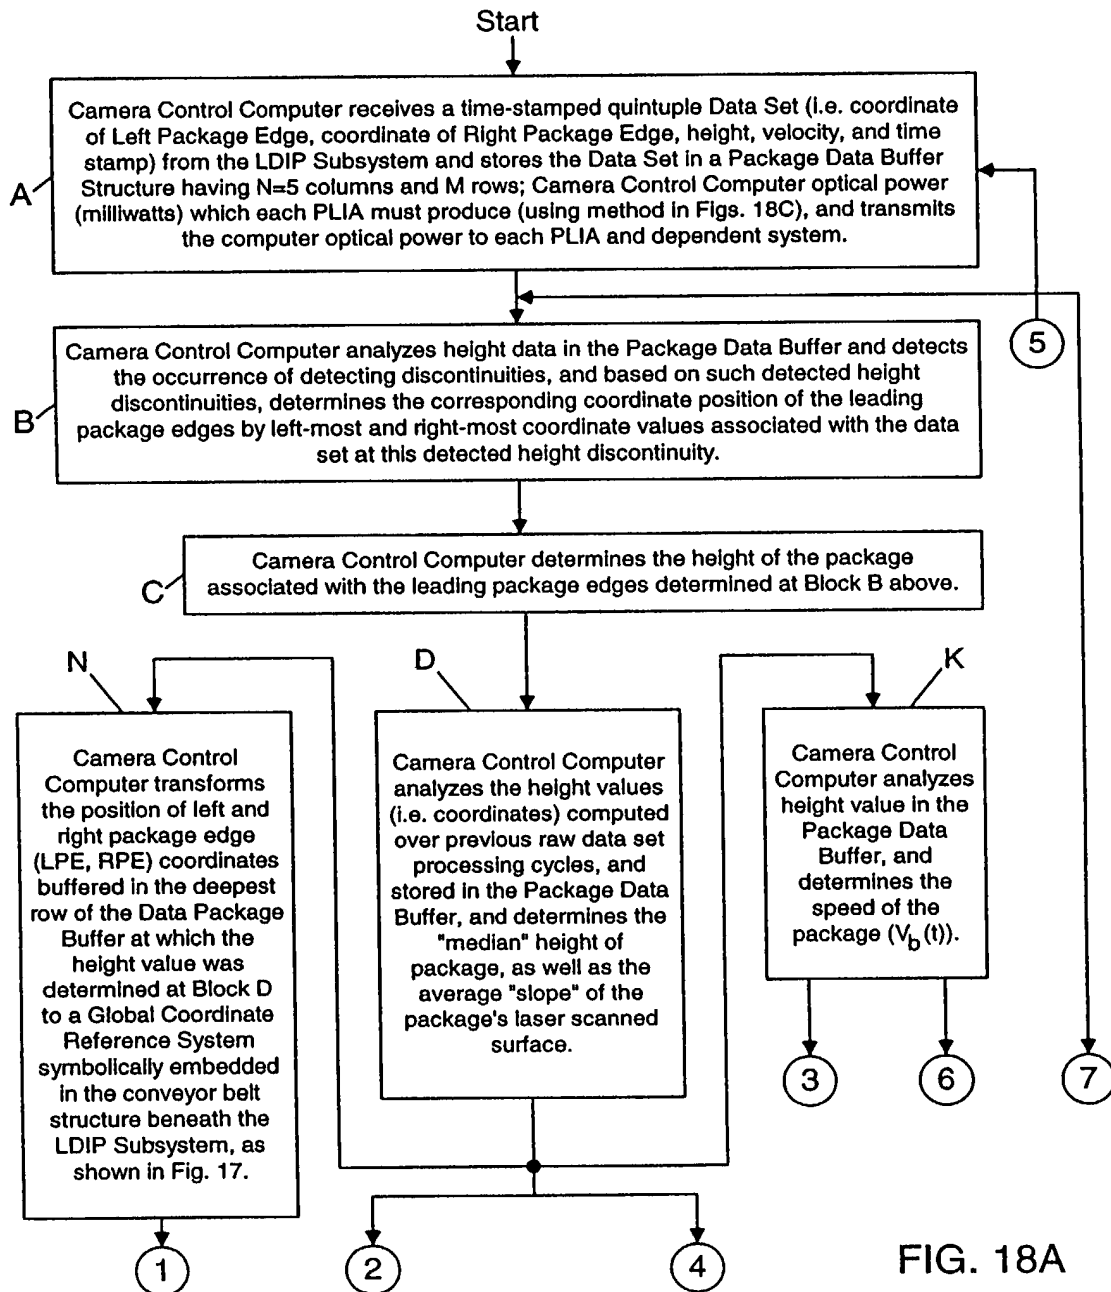 Start
A
Camera Control Computer receives a time-stamped quintuple Data Set (i.e. coordinate
of Left Package Edge, coordinate of Right Package Edge, height, velocity, and time
stamp) from the LDIP Subsystem and stores the Data Set in a Package Data Buffer
Structure having N=5 columns and M rows; Camera Control Computer optical power
(milliwatts) which each PLIA must produce (using method in Figs. 18C), and transmits
the computer optical power to each PLIA and dependent system.
5
B
Camera Control Computer analyzes height data in the Package Data Buffer and detects
the occurrence of detecting discontinuities, and based on such detected height
discontinuities, determines the corresponding coordinate position of the leading
package edges by left-most and right-most coordinate values associated with the data
set at this detected height discontinuity.
C
Camera Control Computer determines the height of the package
associated with the leading package edges determined at Block B above.
N
Camera Control
Computer transforms
the position of left and
right package edge
(LPE, RPE) coordinates
buffered in the deepest
row of the Data Package
Buffer at which the
height value was
determined at Block D
to a Global Coordinate
Reference System
symbolically embedded
in the conveyor belt
structure beneath the
LDIP Subsystem, as
shown in Fig. 17.
D
Camera Control Computer
analyzes the height values
(i.e. coordinates) computed
over previous raw data set
processing cycles, and
stored in the Package Data
Buffer, and determines the
"median" height of
package, as well as the
average "slope" of the
package's laser scanned
surface.
K
Camera Control
Computer analyzes
height value in the
Package Data
Buffer, and
determines the
speed of the
package (Vb(t)).
3
6
7
1
2
4
FIG. 18A